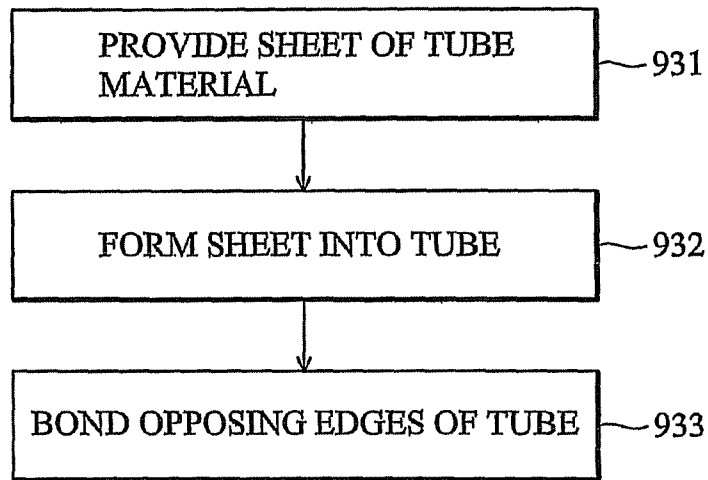 PROVIDE SHEET OF TUBE
MATERIAL
931
FORM SHEET INTO TUBE
932
BOND OPPOSING EDGES OF TUBE
933